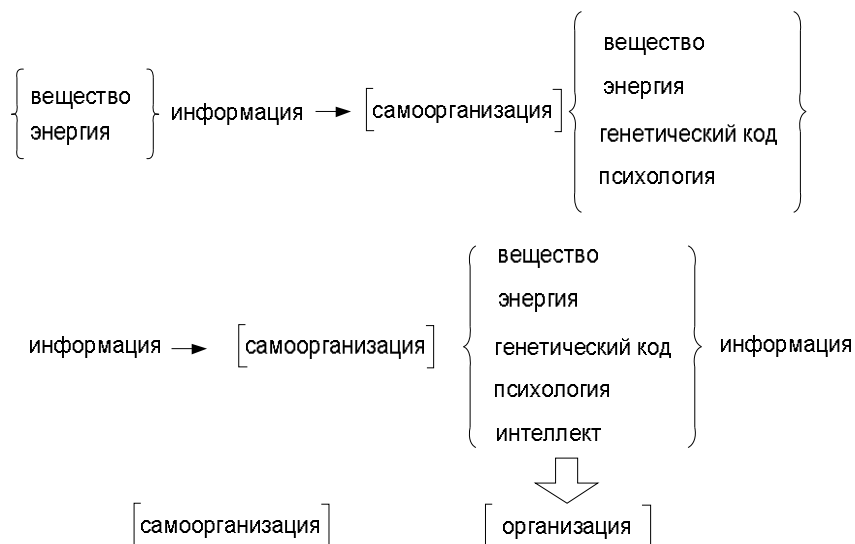 вещество
энергия
информация
[самоорганизация]
вещество
энергия
генетический код
психология
информация
[самоорганизация]
вещество
энергия
генетический код
психология
интеллект
информация
[самоорганизация]
[организация]